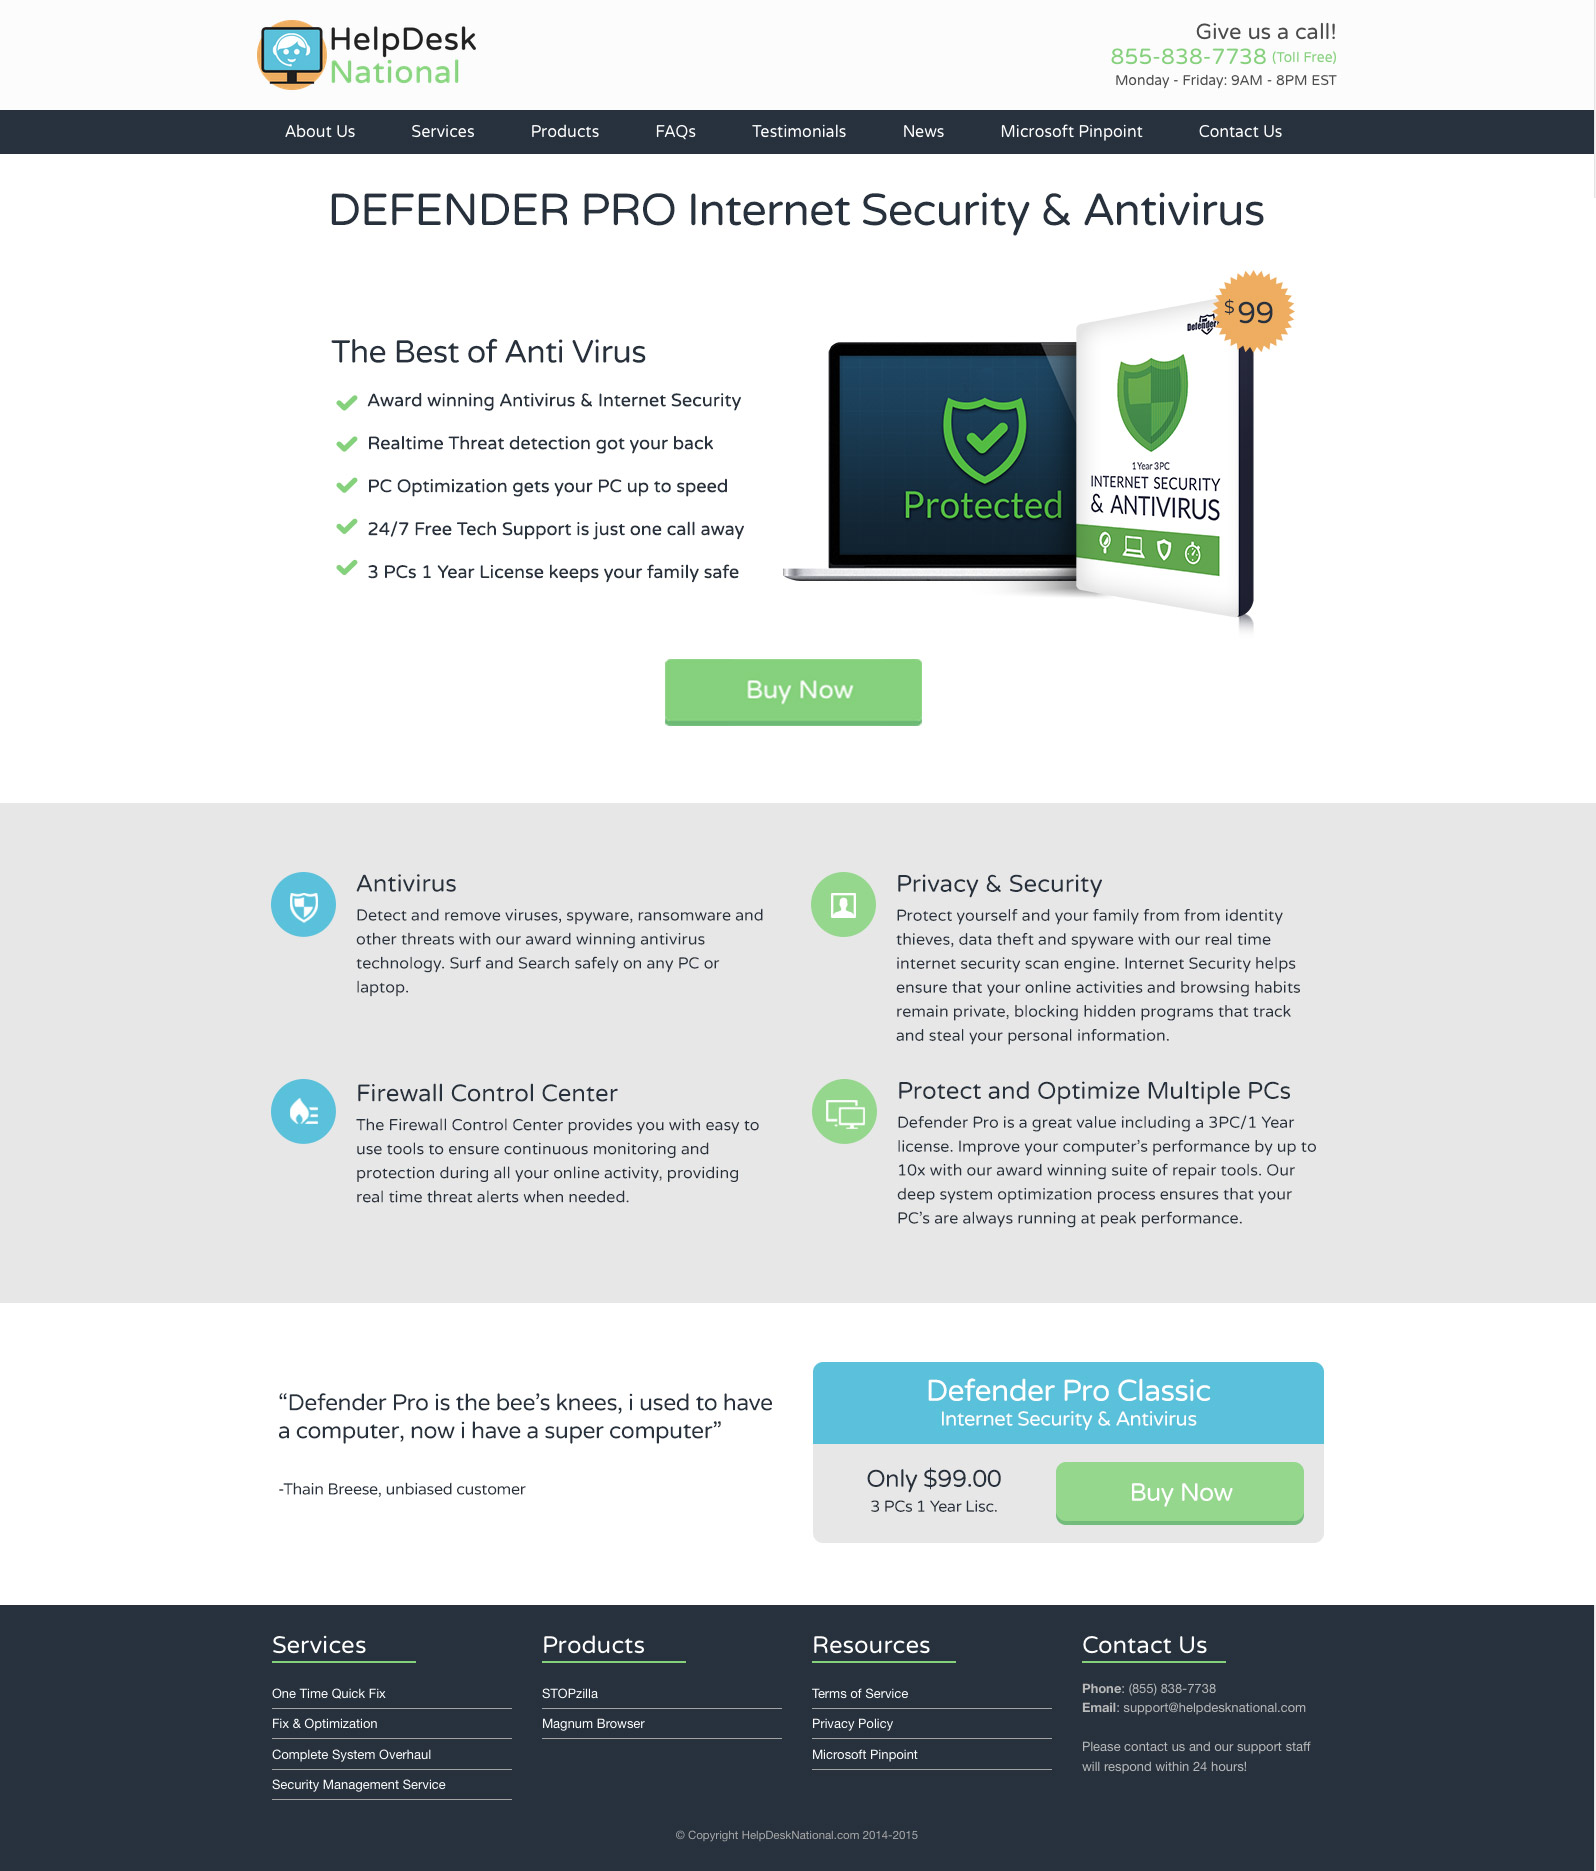 HelpDesk
National
Give us a call!
855-838-7738 (Toll Free)
Monday - Friday: 9AM - 8PM EST
About Us
Services
Products
FAQs
Testimonials
News
Microsoft Pinpoint
Contact Us
DEFENDER PRO Internet Security & Antivirus
The Best of Anti Virus
Award winning Antivirus & Internet Security
Realtime Threat detection got your back
PC Optimization gets your PC up to speed
24/7 Free Tech Support is just one call away
3 PCs 1 Year License keeps your family safe
Protected
Defender
$99
1 Year 3PC
INTERNET SECURITY
& ANTIVIRUS
Buy Now
Antivirus
Detect and remove viruses, spyware, ransomware and
other threats with our award winning antivirus
technology. Surf and Search safely on any PC or
laptop.
Privacy & Security
Protect yourself and your family from from identity
thieves, data theft and spyware with our real time
internet security scan engine. Internet Security helps
ensure that your online activities and browsing habits
remain private, blocking hidden programs that track
and steal your personal information.
Firewall Control Center
The Firewall Control Center provides you with easy to
use tools to ensure continuous monitoring and
protection during all your online activity, providing
real time threat alerts when needed.
Protect and Optimize Multiple PCs
Defender Pro is a great value including a 3PC/1 Year
license. Improve your computer's performance by up to
10x with our award winning suite of repair tools. Our
deep system optimization process ensures that your
PC's are always running at peak performance.
“Defender Pro is the bee’s knees, i used to have
a computer, now i have a super computer”
-Thain Breese, unbiased customer
Defender Pro Classic
Internet Security & Antivirus
Only $99.00
3 PCs 1 Year Lisc.
Buy Now
Services
One Time Quick Fix
Fix & Optimization
Complete System Overhaul
Security Management Service
Products
STOPzilla
Magnum Browser
Resources
Terms of Service
Privacy Policy
Microsoft Pinpoint
Contact Us
Phone: (855) 838-7738
Email: support@helpdesknational.com
Please contact us and our support staff
will respond within 24 hours!
© Copyright HelpDeskNational.com 2014-2015